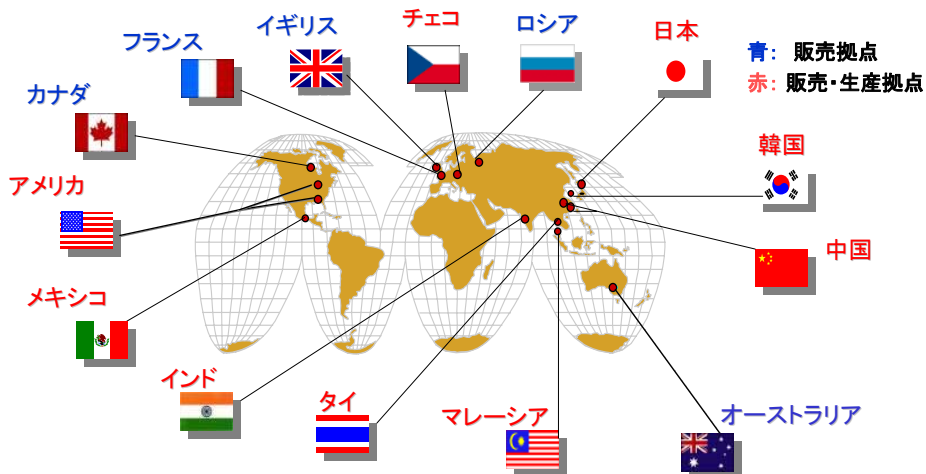 チェコ
ロシア
イギリス
フランス
日本
青： 販売拠点
赤： 販売・生産拠点
カナダ
韓国
アメリカ
中国
メキシコ
インド
タイ
マレーシア
オーストラリア